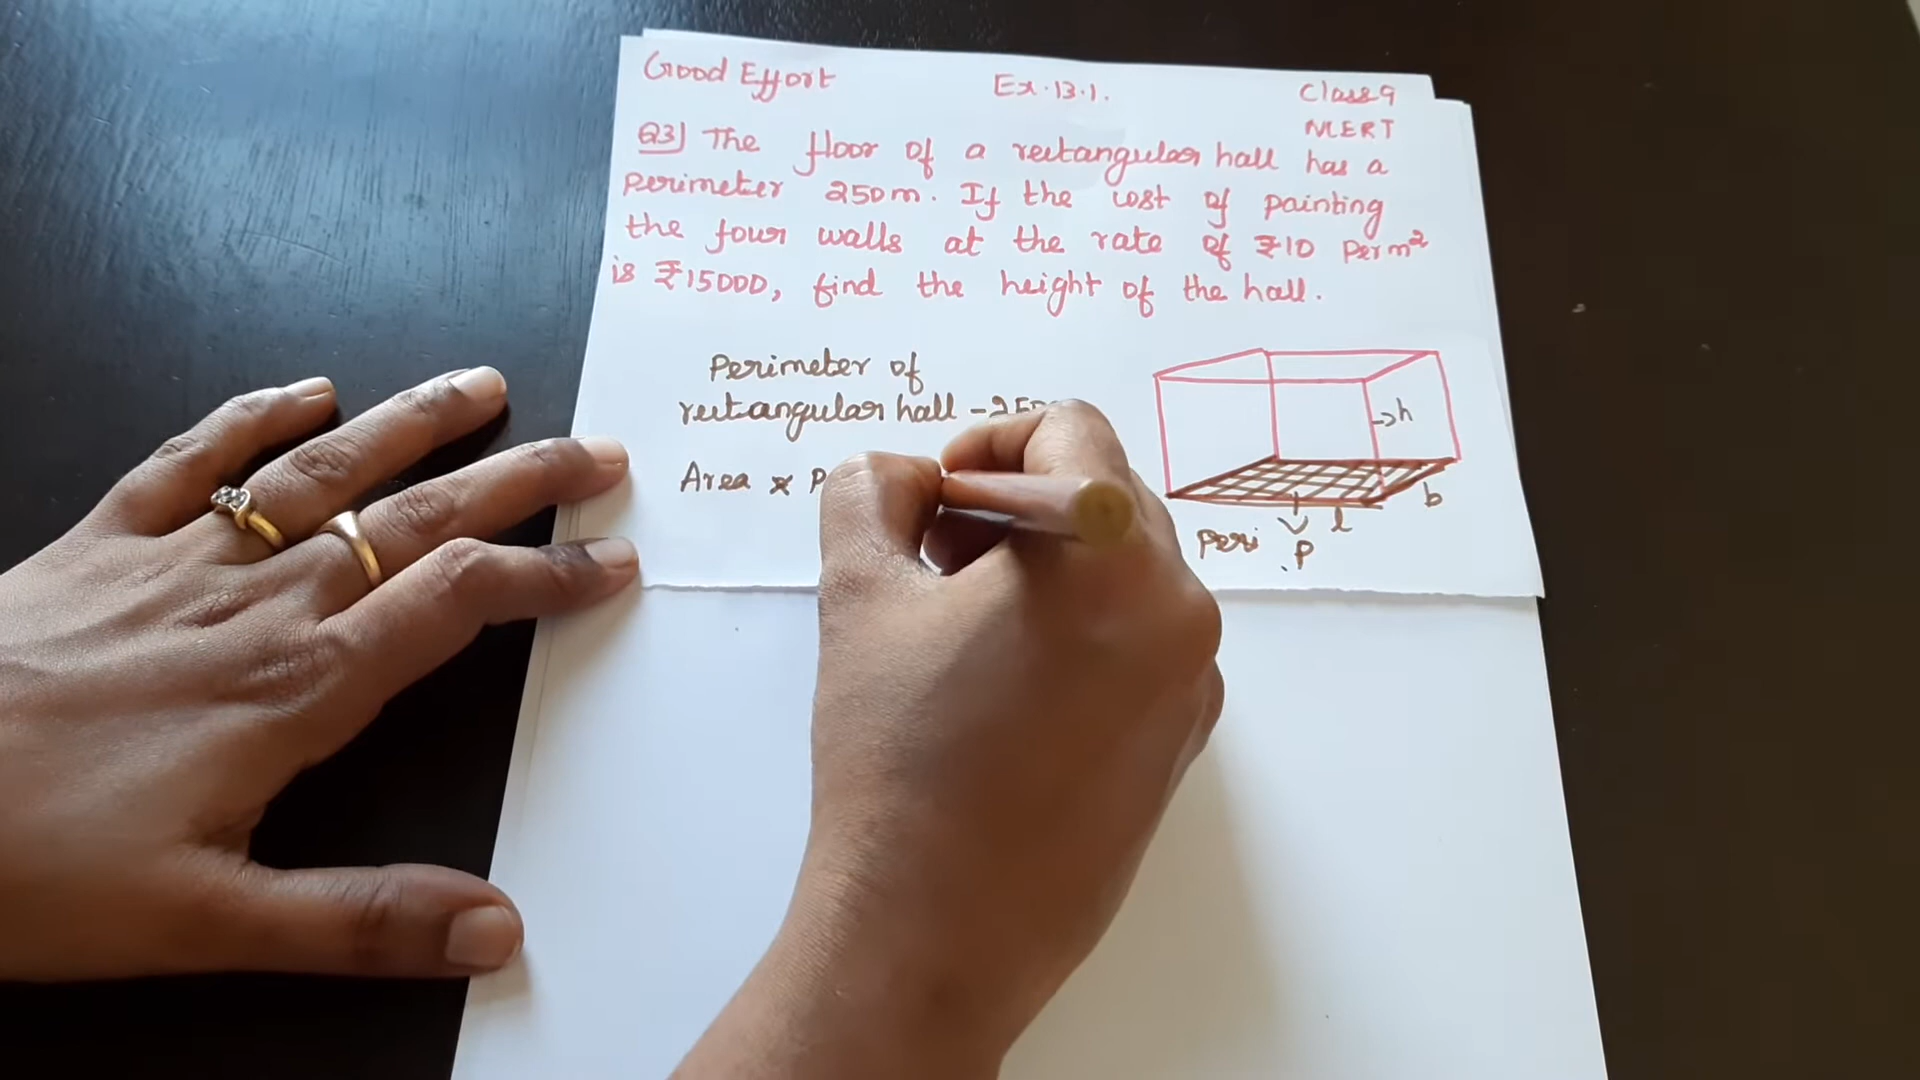 Good Effort Ex.13.1. Class 9
NCERT
Q3] The floor of a rectangular hall has a
perimeter 250m. If the cost of painting
the four walls at the rate of ₹10 Per m²
is ₹15000, find the height of the hall.
Perimeter of
rectangular hall - 250
Area × P
h
b
l
Peri
P